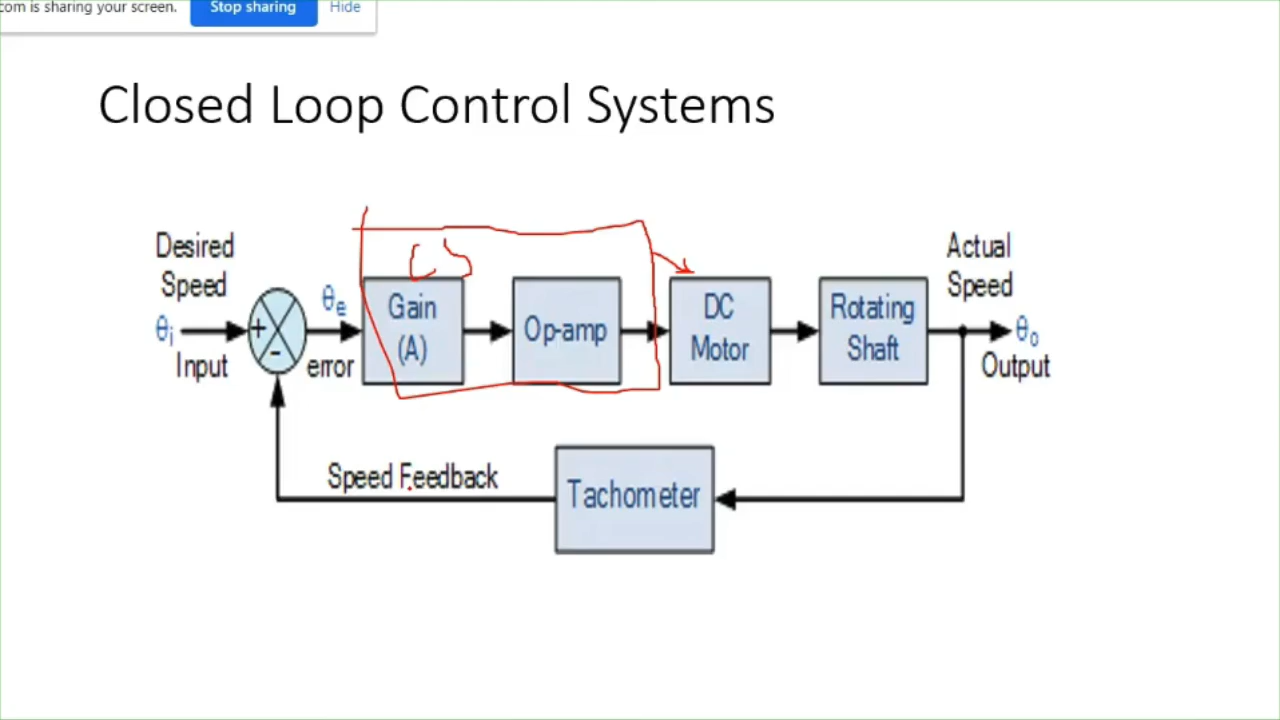 com is sharing your screen. Stop sharing Hide
Closed Loop Control Systems
Desired
Speed
θi
Input
+
-
θe
error
CS
Gain
(A)
Op-amp
DC
Motor
Rotating
Shaft
Actual
Speed
θo
Output
Speed Feedback
Tachometer